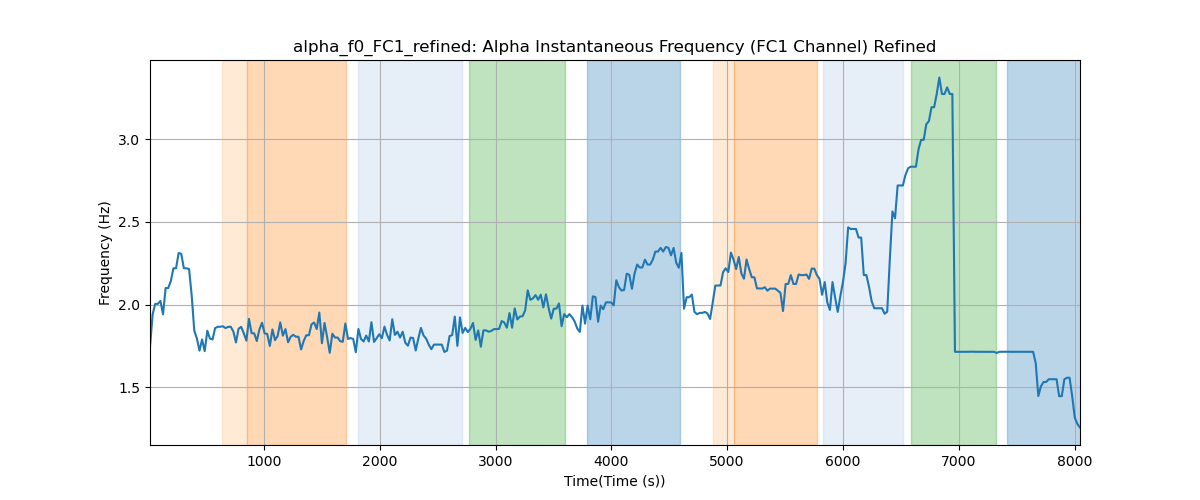 alpha_f0_FC1_refined: Alpha Instantaneous Frequency (FC1 Channel) Refined
3.0
2.5
2.0
1.5
Frequency (Hz)
1000 2000 3000 4000 5000 6000 7000 8000
Time(Time (s))